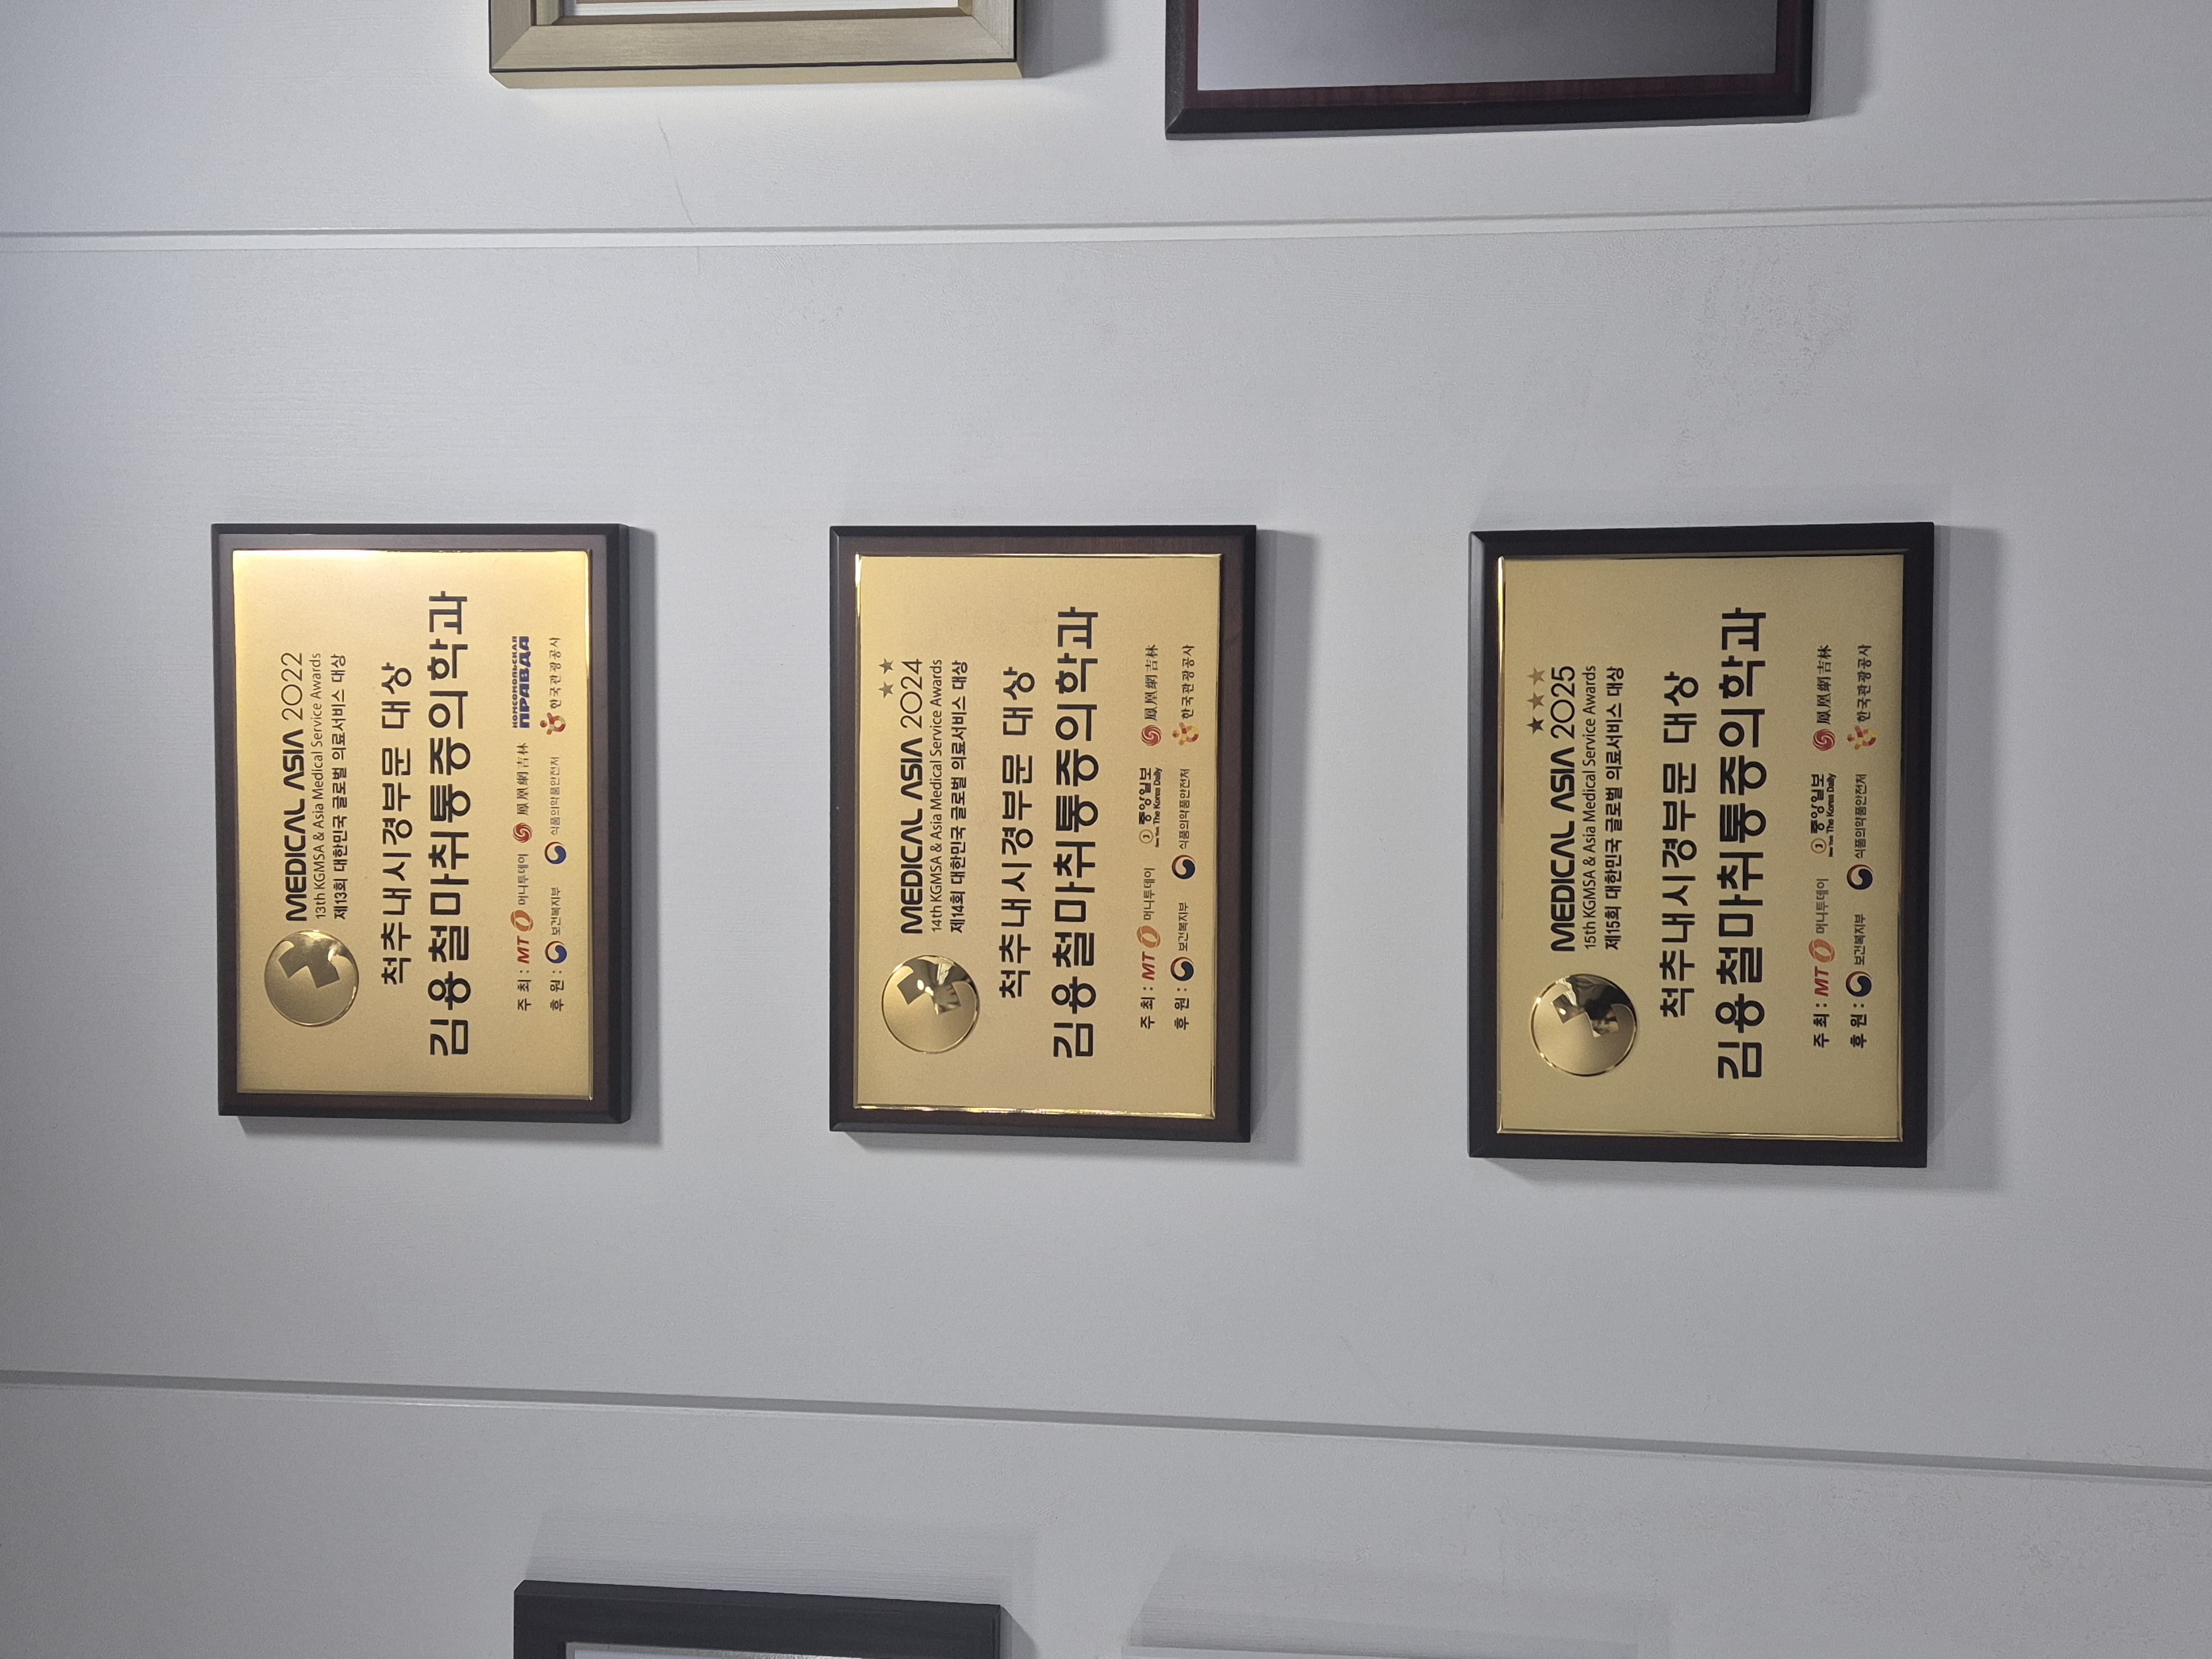 MEDICAL ASIA 2022
13th KGMSA & Asia Medical Service Awards
제13회 대한민국 글로벌 의료서비스 대상
척추내시경부문 대상
김용철마취통증의학과
주 최 : MT 머니투데이 鳳凰網吉林 КОМСОМОЛЬСКАЯ ПРАВДА
후 원 : 보건복지부 식품의약품안전처 한국관광공사
★★
MEDICAL ASIA 2024
14th KGMSA & Asia Medical Service Awards
제14회 대한민국 글로벌 의료서비스 대상
척추내시경부문 대상
김용철마취통증의학과
주 최 : MT 머니투데이 중앙일보 New York The Korea Daily 鳳凰網吉林
후 원 : 보건복지부 식품의약품안전처 한국관광공사
★★★
MEDICAL ASIA 2025
15th KGMSA & Asia Medical Service Awards
제15회 대한민국 글로벌 의료서비스 대상
척추내시경부문 대상
김용철마취통증의학과
주 최 : MT 머니투데이 중앙일보 New York The Korea Daily 鳳凰網吉林
후 원 : 보건복지부 식품의약품안전처 한국관광공사